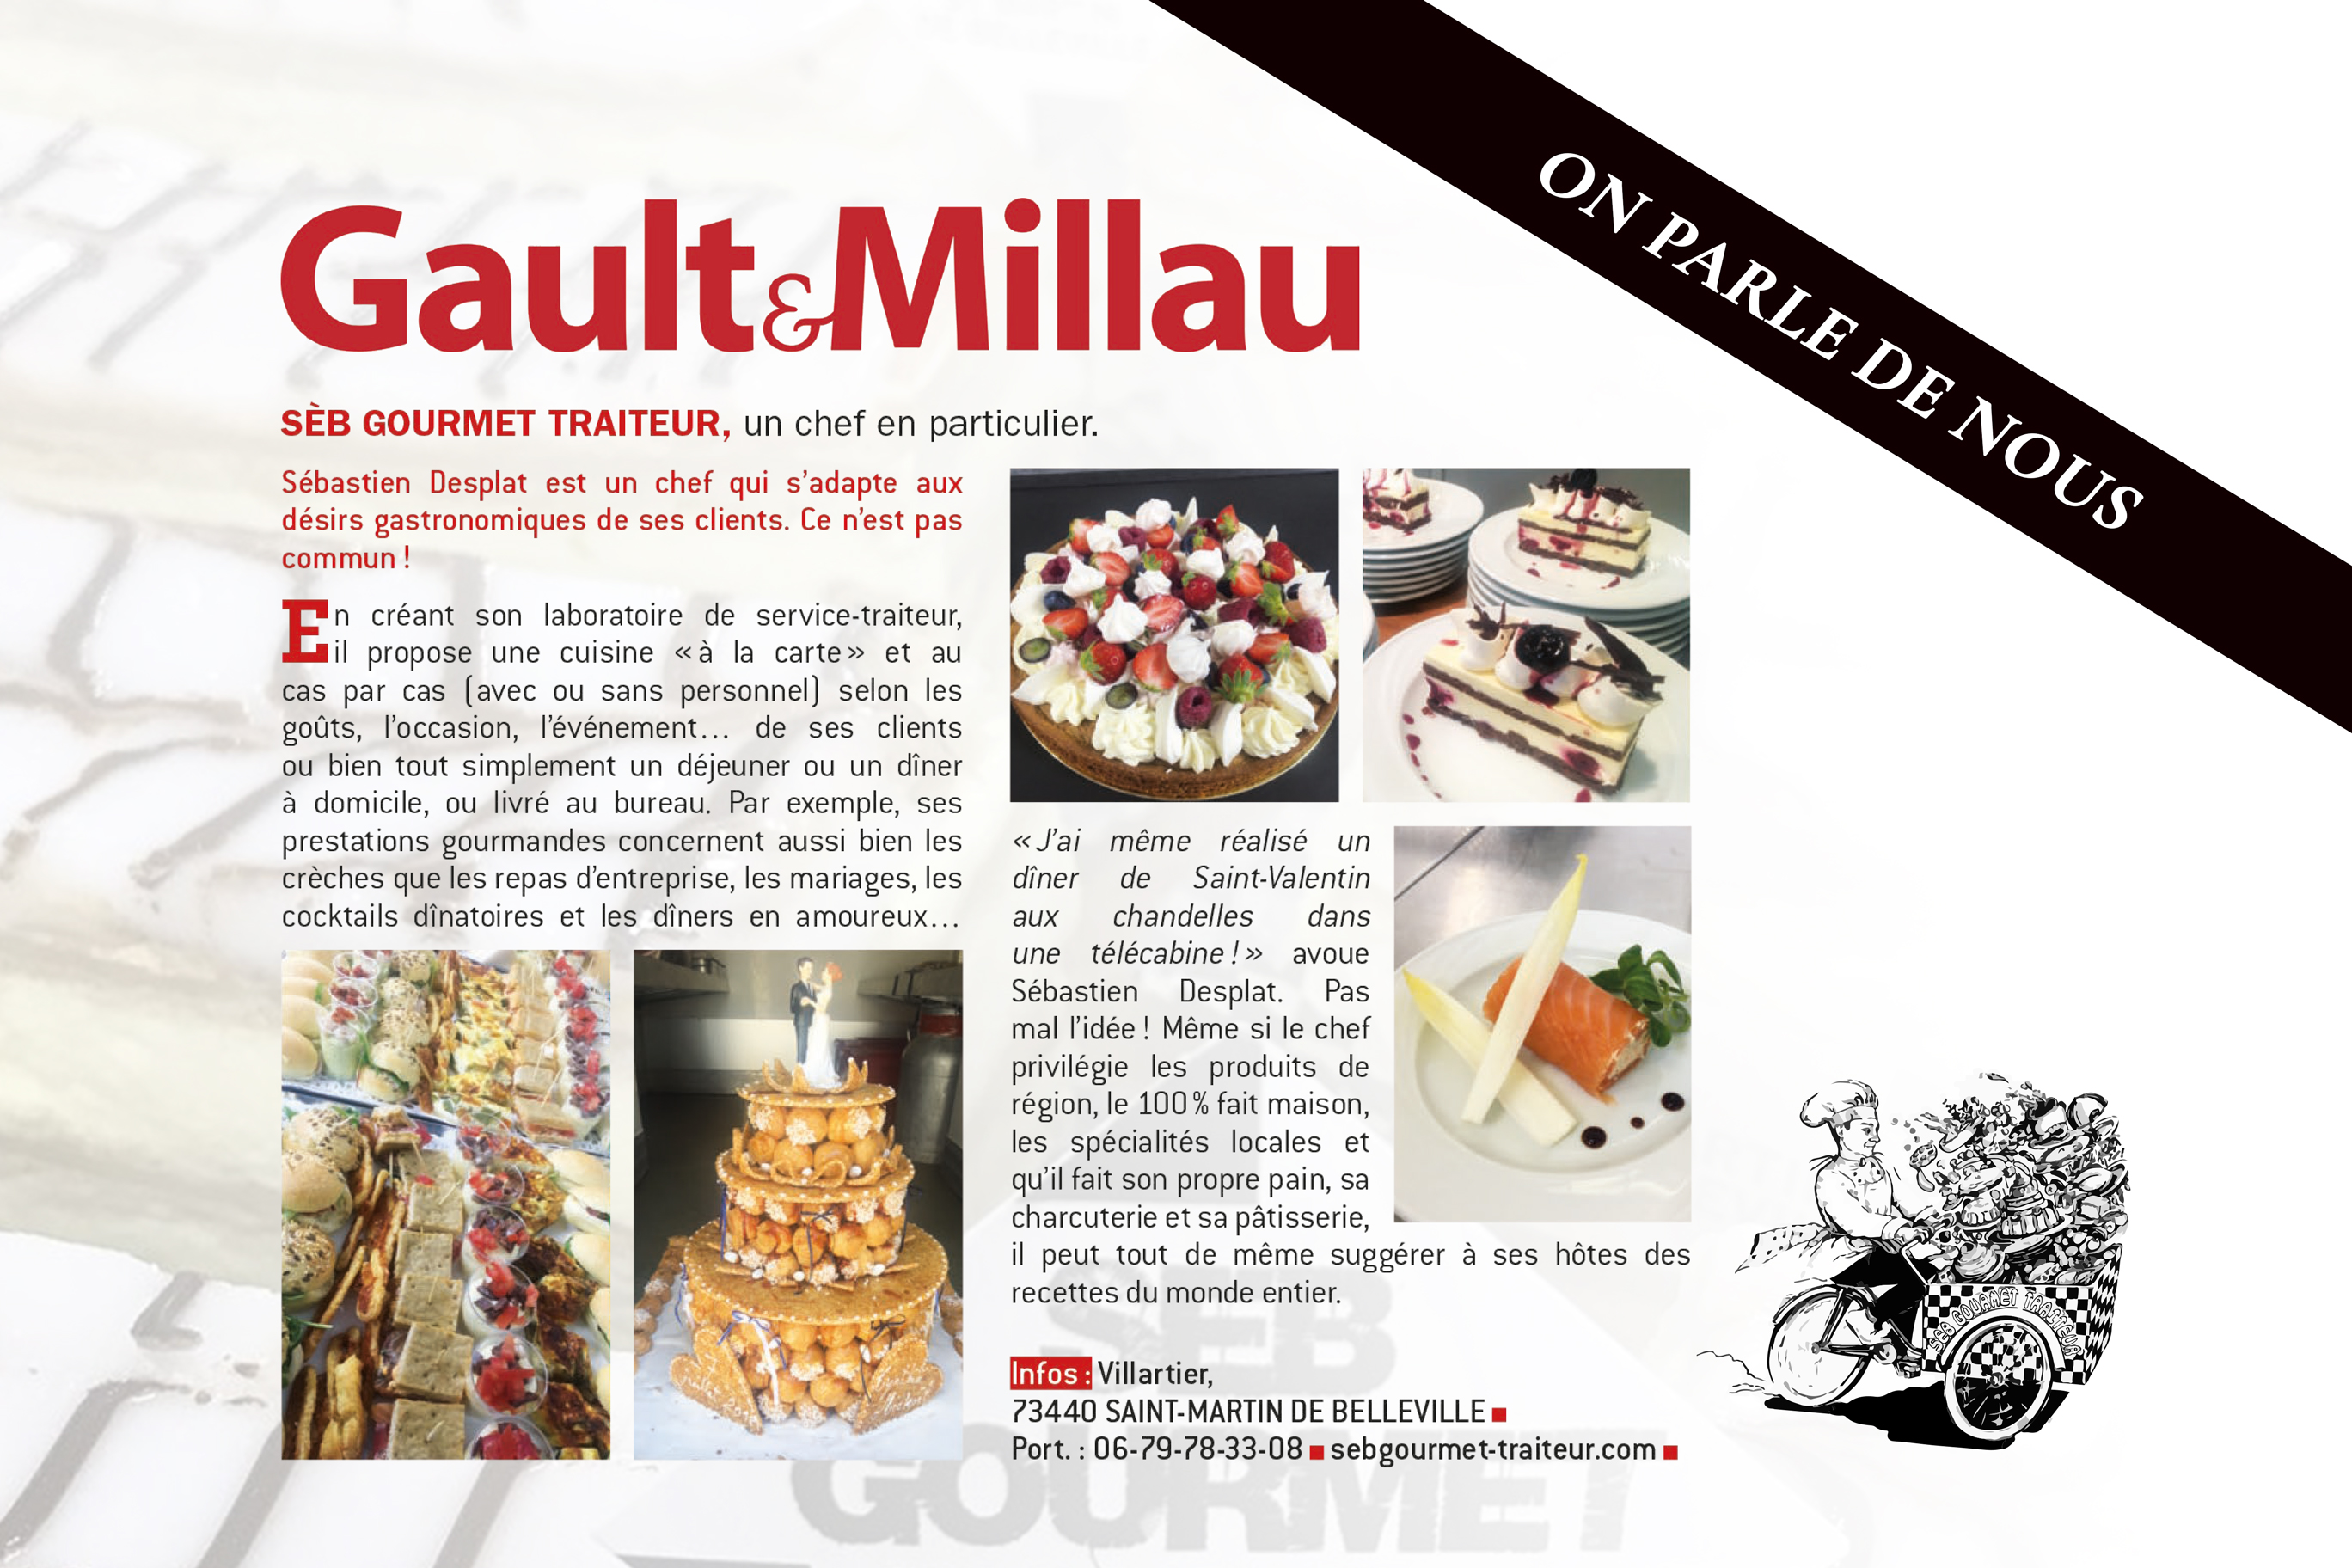 ON PARLE DE NOUS
Gault&Millau
SÈB GOURMET TRAITEUR, un chef en particulier.
Sébastien Desplat est un chef qui s'adapte aux
désirs gastronomiques de ses clients. Ce n'est pas
commun !
En créant son laboratoire de service-traiteur,
il propose une cuisine « à la carte » et au
cas par cas (avec ou sans personnel) selon les
goûts, l'occasion, l'événement… de ses clients
ou bien tout simplement un déjeuner ou un dîner
à domicile, ou livré au bureau. Par exemple, ses
prestations gourmandes concernent aussi bien les
crèches que les repas d'entreprise, les mariages, les
cocktails dînatoires et les dîners en amoureux…
« J'ai même réalisé un
dîner de Saint-Valentin
aux chandelles dans
une télécabine ! » avoue
Sébastien Desplat. Pas
mal l'idée ! Même si le chef
privilégie les produits de
région, le 100 % fait maison,
les spécialités locales et
qu'il fait son propre pain, sa
charcuterie et sa pâtisserie,
il peut tout de même suggérer à ses hôtes des
recettes du monde entier.
Infos : Villartier,
73440 SAINT-MARTIN DE BELLEVILLE
Port. : 06-79-78-33-08 sebgourmet-traiteur.com
SEB GOURMET TRAITEUR
SEB
GOURMET